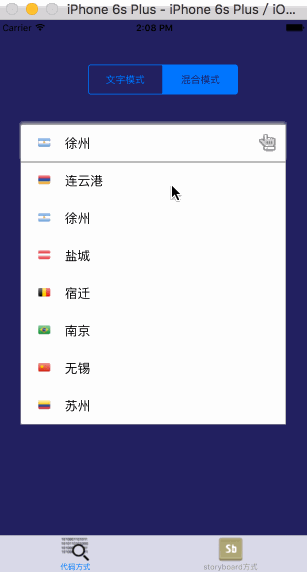 iPhone 6s Plus - iPhone 6s Plus / iO...
Carrier 2:08 PM
文字模式 混合模式
徐州
连云港
徐州
盐城
宿迁
南京
无锡
苏州
Sb
代码方式 storyboard方式